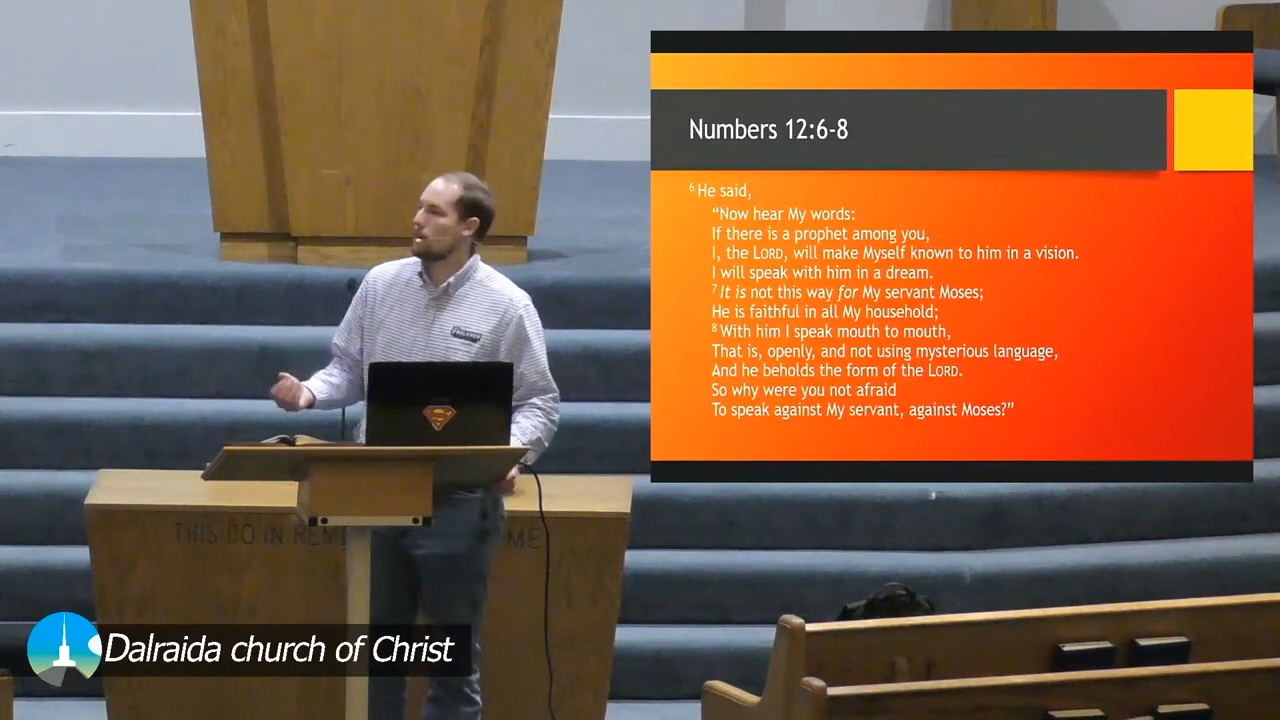 Numbers 12:6-8
6 He said,
"Now hear My words:
If there is a prophet among you,
I, the LORD, will make Myself known to him in a vision.
I will speak with him in a dream.
7 It is not this way for My servant Moses;
He is faithful in all My household;
8 With him I speak mouth to mouth,
That is, openly, and not using mysterious language,
And he beholds the form of the LORD.
So why were you not afraid
To speak against My servant, against Moses?"
THIS DO IN REM ME
Dalraida church of Christ